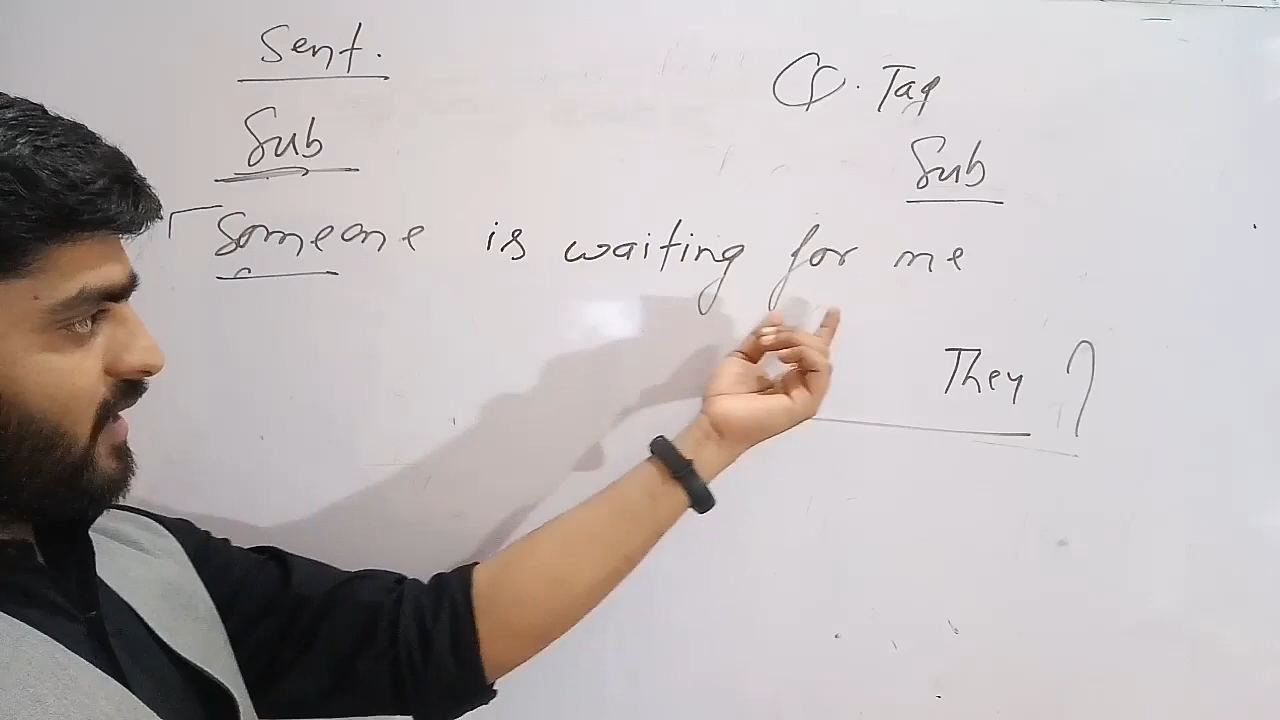 Sent.
Q. Tag
Sub
Sub
Someone is waiting for me
They ?